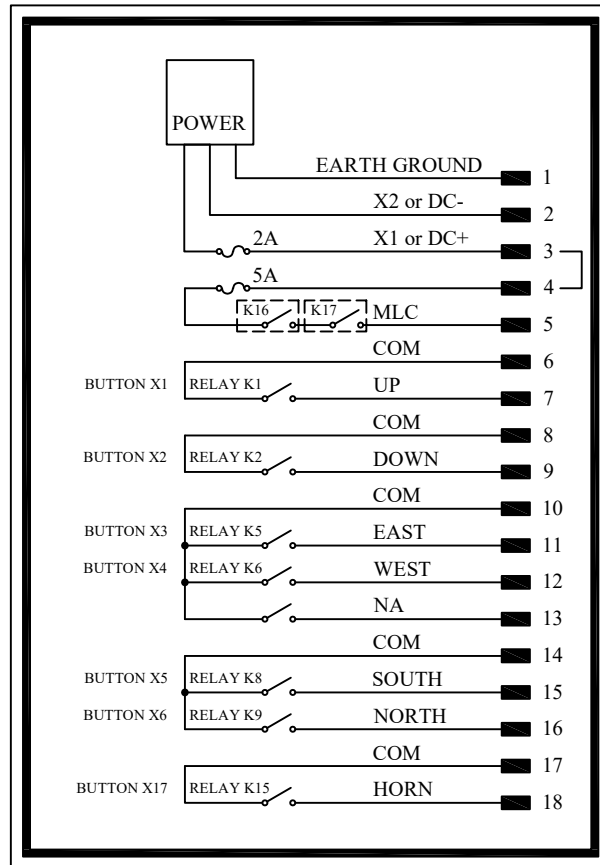 POWER
EARTH GROUND 1
X2 or DC- 2
2A X1 or DC+ 3
5A 4
K16 K17 MLC 5
COM 6
BUTTON X1 RELAY K1 UP 7
COM 8
BUTTON X2 RELAY K2 DOWN 9
COM 10
BUTTON X3 RELAY K5 EAST 11
BUTTON X4 RELAY K6 WEST 12
NA 13
COM 14
BUTTON X5 RELAY K8 SOUTH 15
BUTTON X6 RELAY K9 NORTH 16
COM 17
BUTTON X17 RELAY K15 HORN 18